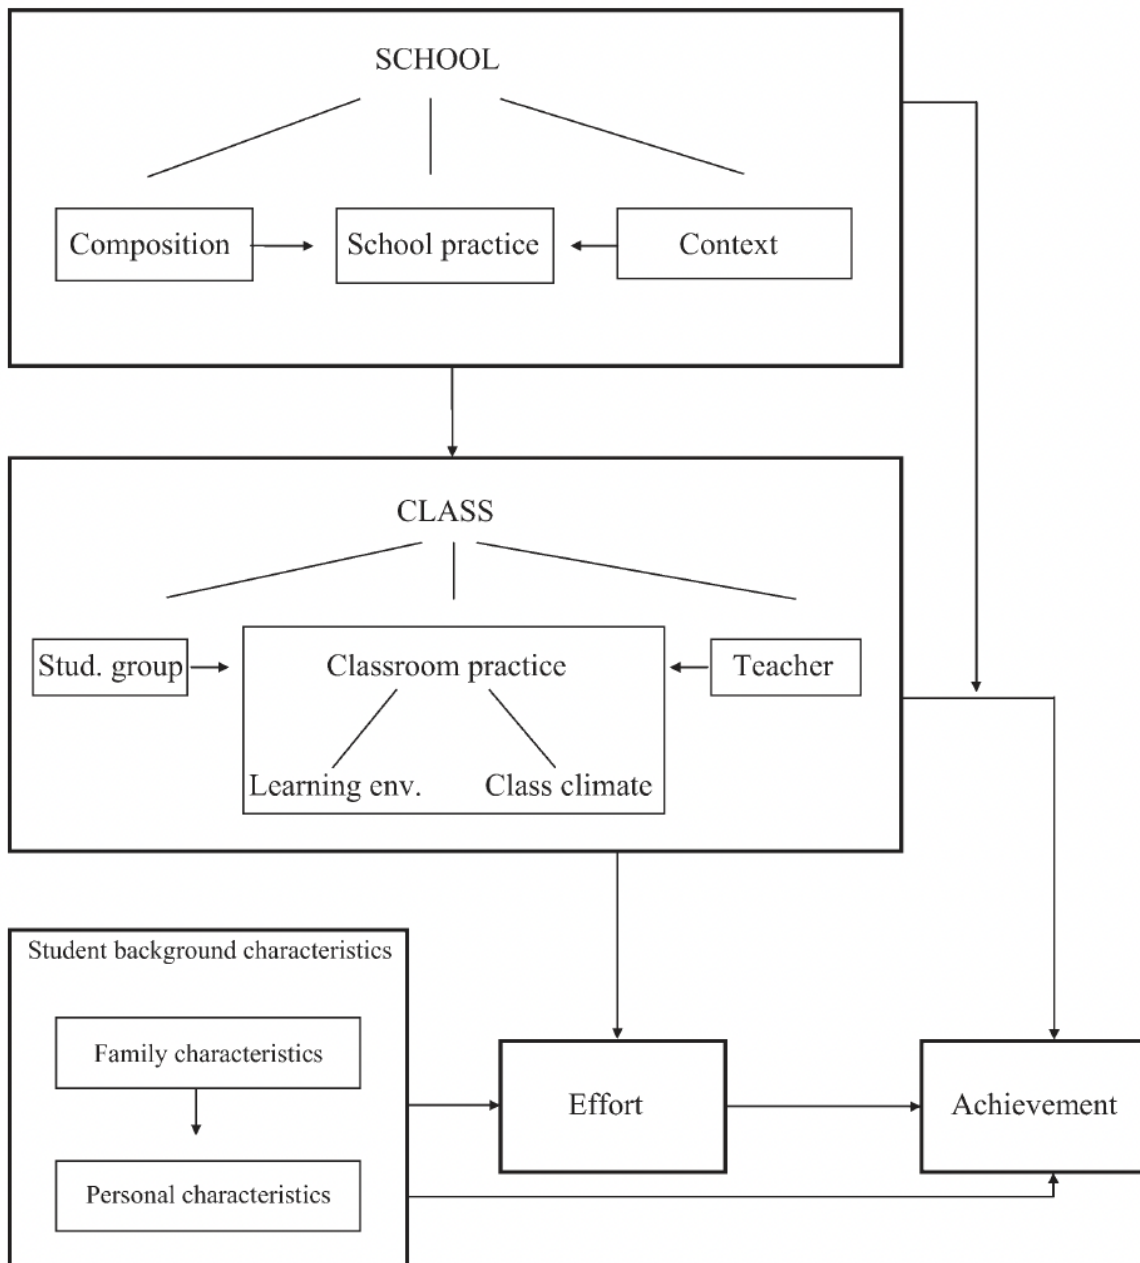 SCHOOL
Composition
School practice
Context
CLASS
Stud. group
Classroom practice
Teacher
Learning env.
Class climate
Student background characteristics
Family characteristics
Effort
Achievement
Personal characteristics